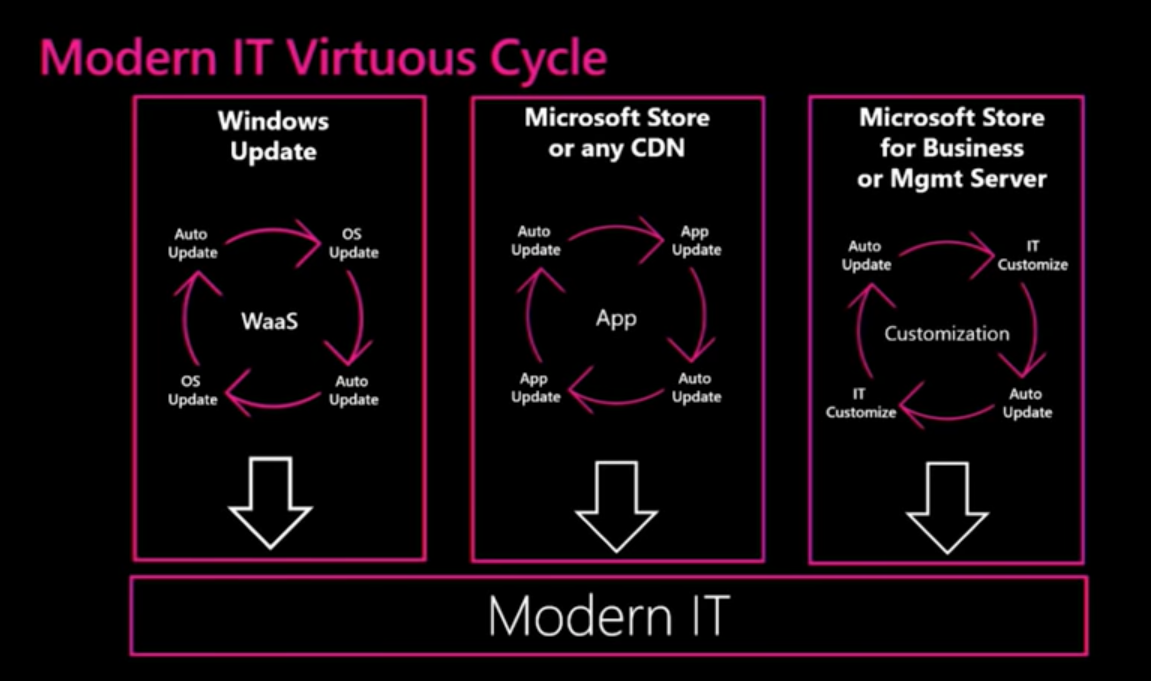 Modern IT Virtuous Cycle
Windows
Update
Auto
Update
OS
Update
WaaS
OS
Update
Auto
Update
Microsoft Store
or any CDN
Auto
Update
App
Update
App
App
Update
Auto
Update
Microsoft Store
for Business
or Mgmt Server
Auto
Update
IT
Customize
Customization
IT
Customize
Auto
Update
Modern IT